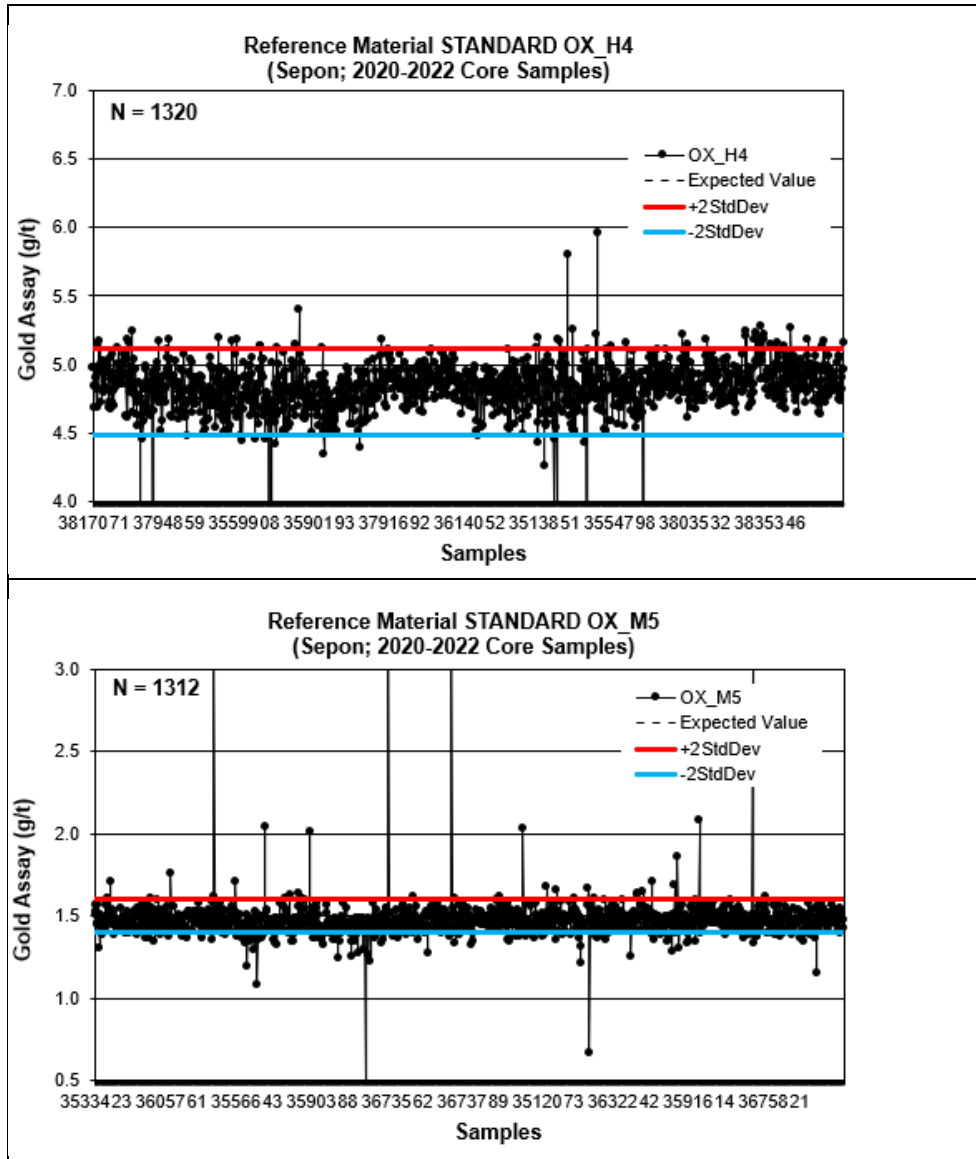 Reference Material STANDARD OX_H4
(Sepon; 2020-2022 Core Samples)
7.0
N = 1320
6.5
OX_H4
Expected Value
6.0
+2StdDev
-2StdDev
5.5
5.0
4.5
4.0
Gold Assay (g/t)
38170 71 3794859 3559908 3590193 3791692 3614052 3513851 3554798 3803532 3835346
Samples
Reference Material STANDARD OX_M5
(Sepon; 2020-2022 Core Samples)
3.0
N = 1312
OX_M5
2.5
Expected Value
+2StdDev
-2StdDev
2.0
1.5
1.0
0.5
Gold Assay (g/t)
35334 23 3605761 3556643 3590388 3673562 3673789 3512073 3632242 3591614 3675821
Samples